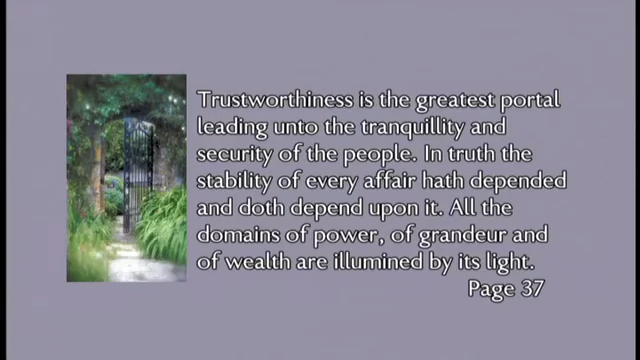 Trustworthiness is the greatest portal
leading unto the tranquillity and
security of the people. In truth the
stability of every affair hath depended
and doth depend upon it. All the
domains of power, of grandeur and
of wealth are illumined by its light.
Page 37